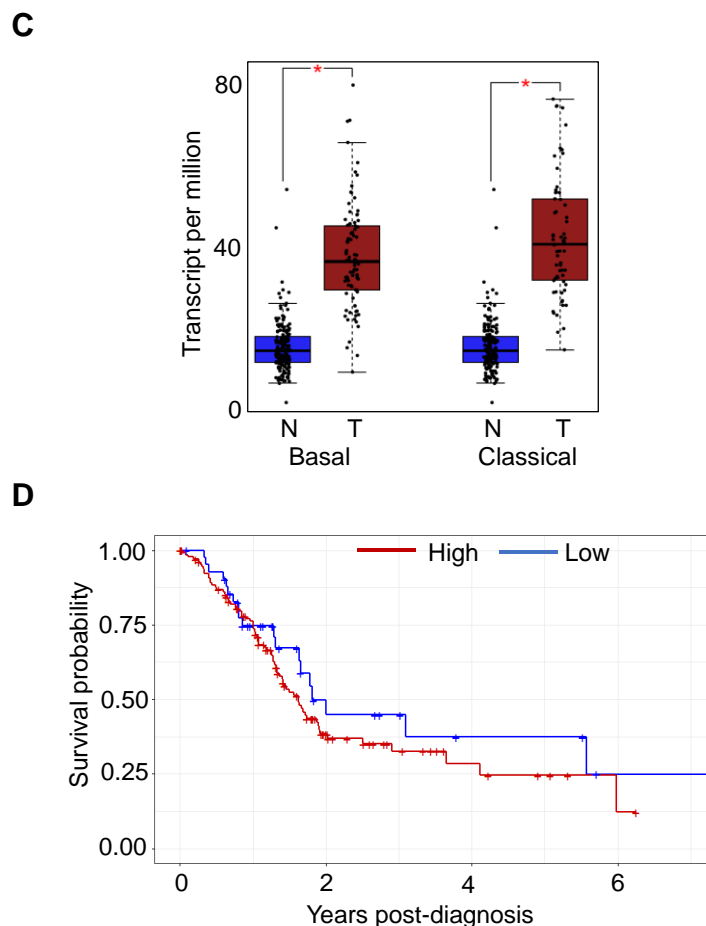 C
Transcript per million
80
40
0
*
*
N T N T
Basal Classical
D
Survival probability
1.00
0.75
0.50
0.25
0.00
High Low
0 2 4 6
Years post-diagnosis